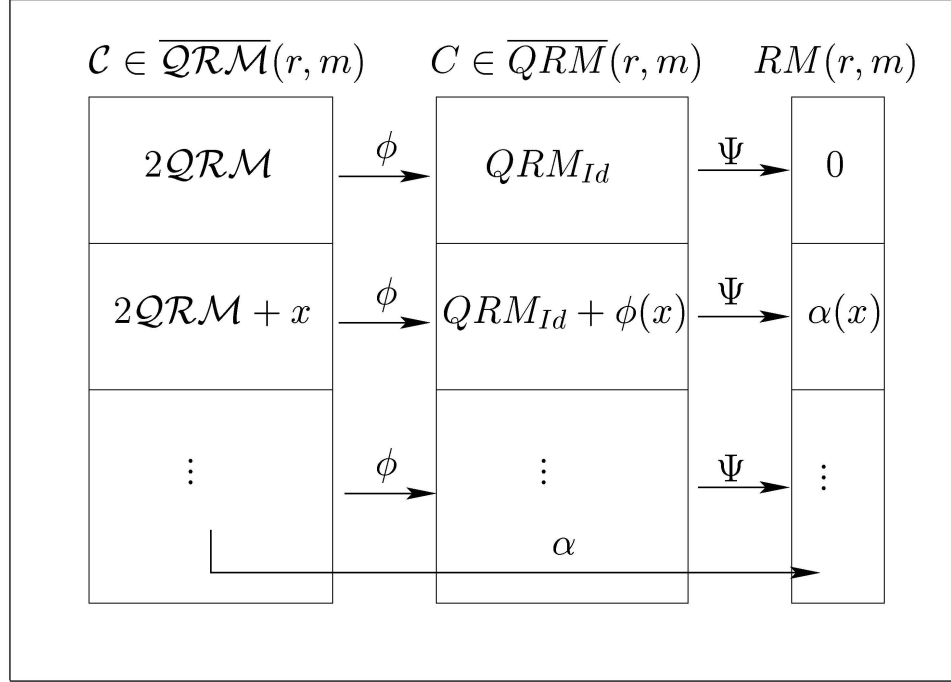 𝒞 ∈ \overline{𝒬ℛℳ}(r, m) C ∈ \overline{QRM}(r, m) RM(r, m)
2𝒬ℛℳ ϕ QRM_{Id} Ψ 0
2𝒬ℛℳ + x ϕ QRM_{Id} + ϕ(x) Ψ α(x)
⋮ ϕ ⋮ Ψ ⋮
α